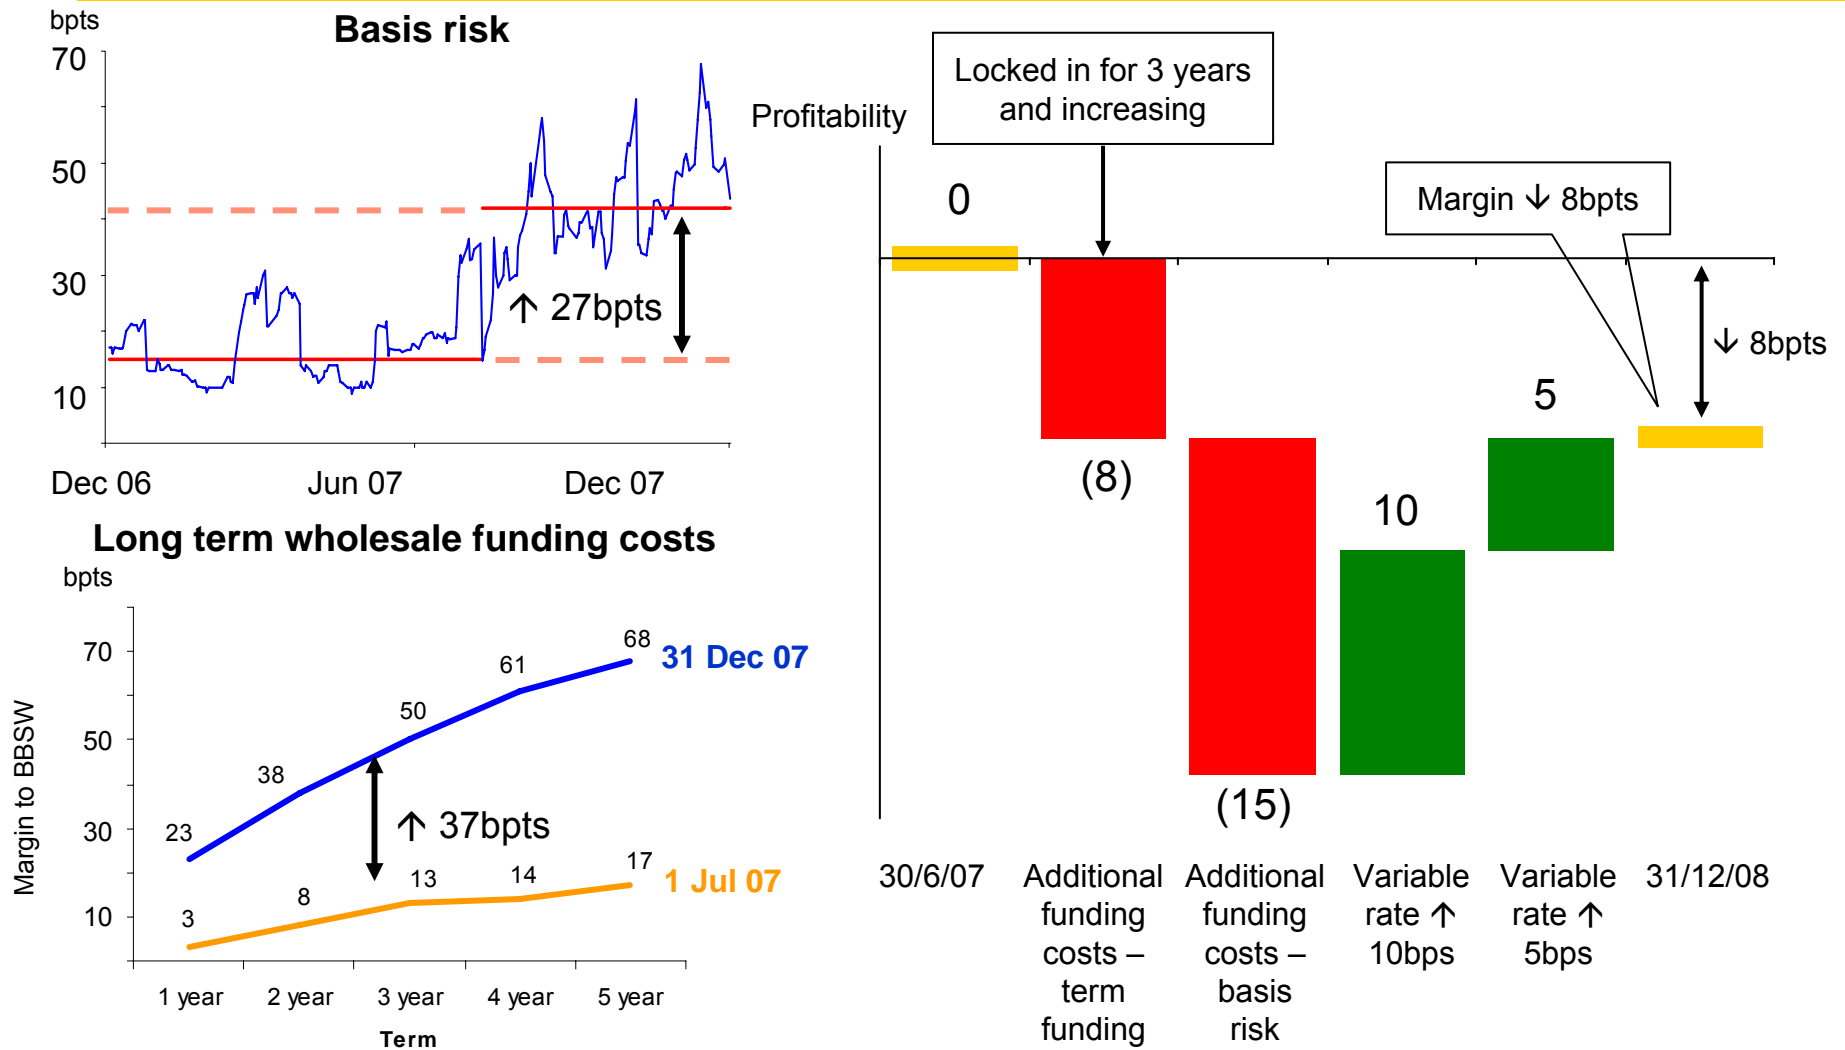 bpts
Basis risk
70
50
30
10
↑ 27bpts
Dec 06
Jun 07
Dec 07
Long term wholesale funding costs
bpts
Margin to BBSW
70
50
30
10
23
38
50
61
68
31 Dec 07
↑ 37bpts
3
8
13
14
17
1 Jul 07
1 year
2 year
3 year
4 year
5 year
Term
Profitability
Locked in for 3 years
and increasing
Margin ↓ 8bpts
0
(8)
(15)
10
5
↓ 8bpts
30/6/07
Additional
funding
costs –
term
funding
Additional
funding
costs –
basis
risk
Variable
rate ↑
10bps
Variable
rate ↑
5bps
31/12/08